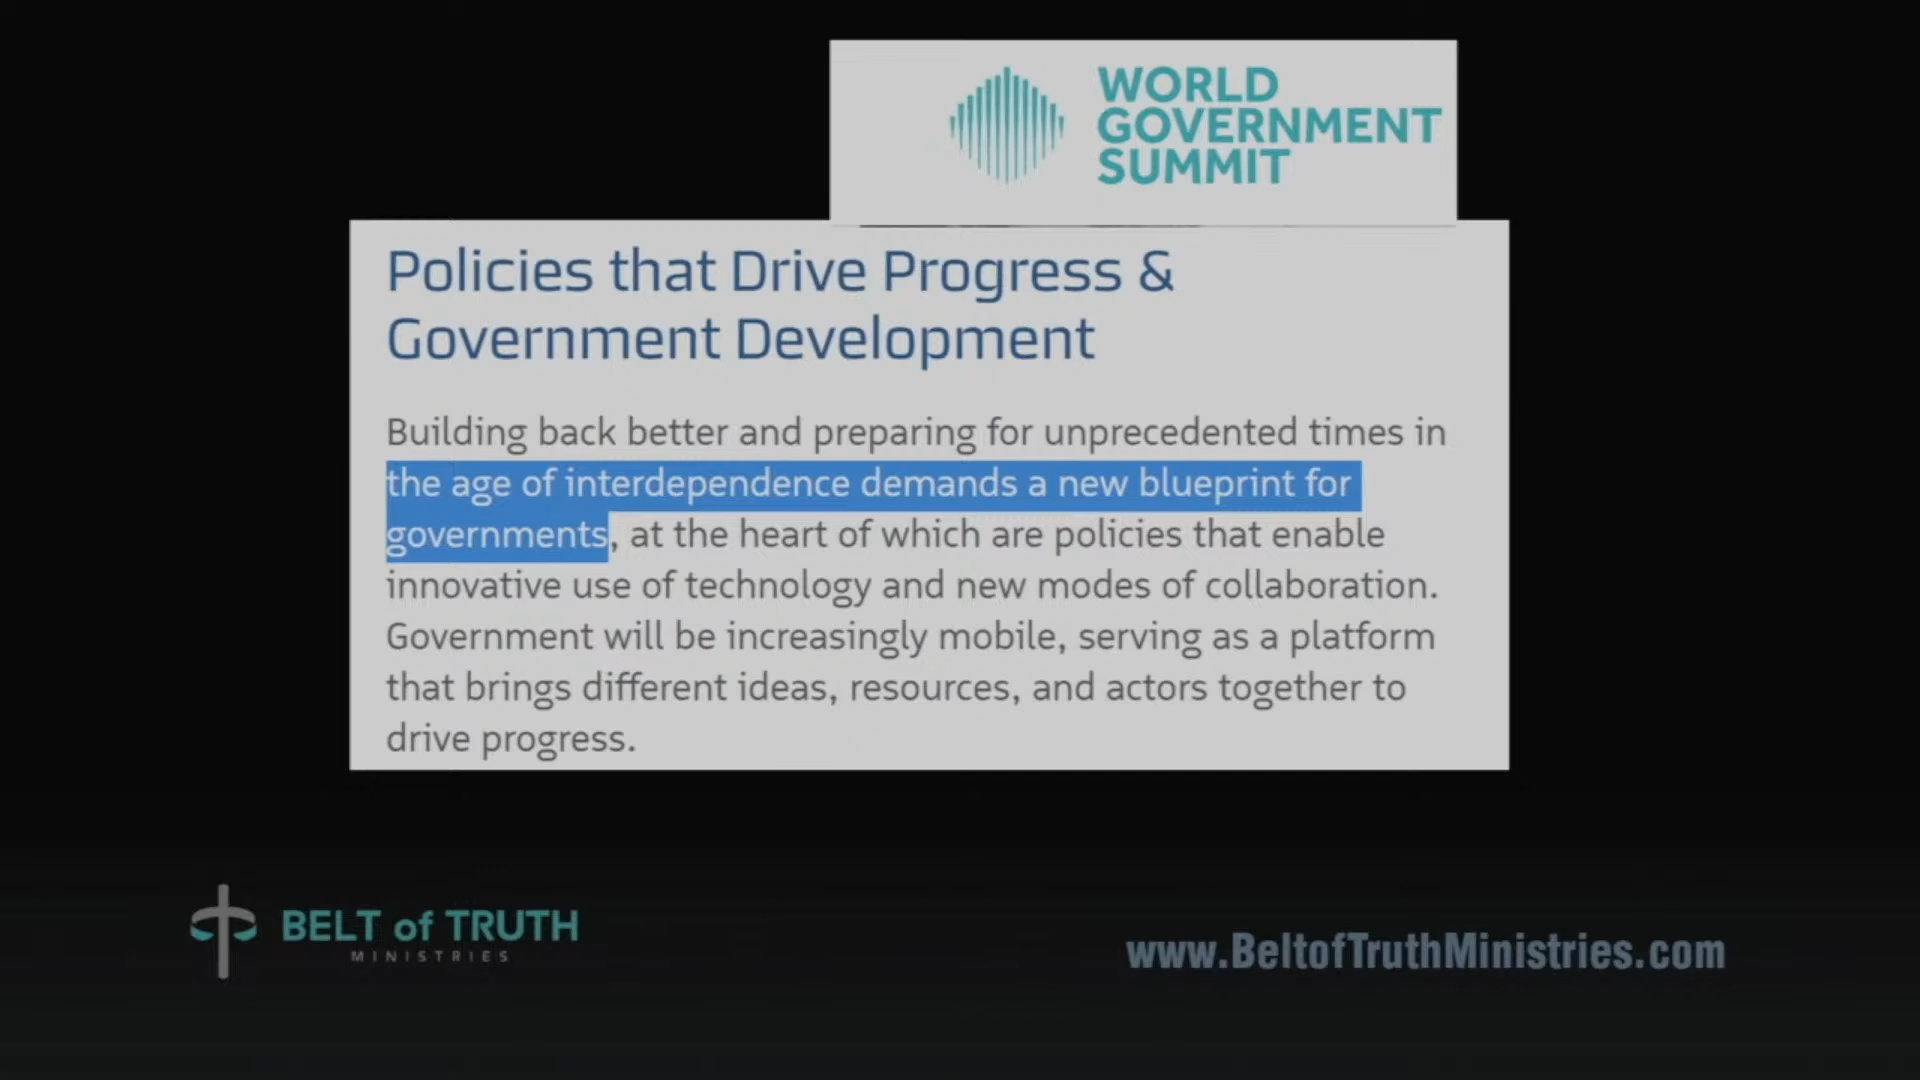 WORLD
GOVERNMENT
SUMMIT
Policies that Drive Progress &
Government Development
Building back better and preparing for unprecedented times in
the age of interdependence demands a new blueprint for
governments, at the heart of which are policies that enable
innovative use of technology and new modes of collaboration.
Government will be increasingly mobile, serving as a platform
that brings different ideas, resources, and actors together to
drive progress.
BELT of TRUTH
MINISTRIES
www.BeltofTruthMinistries.com